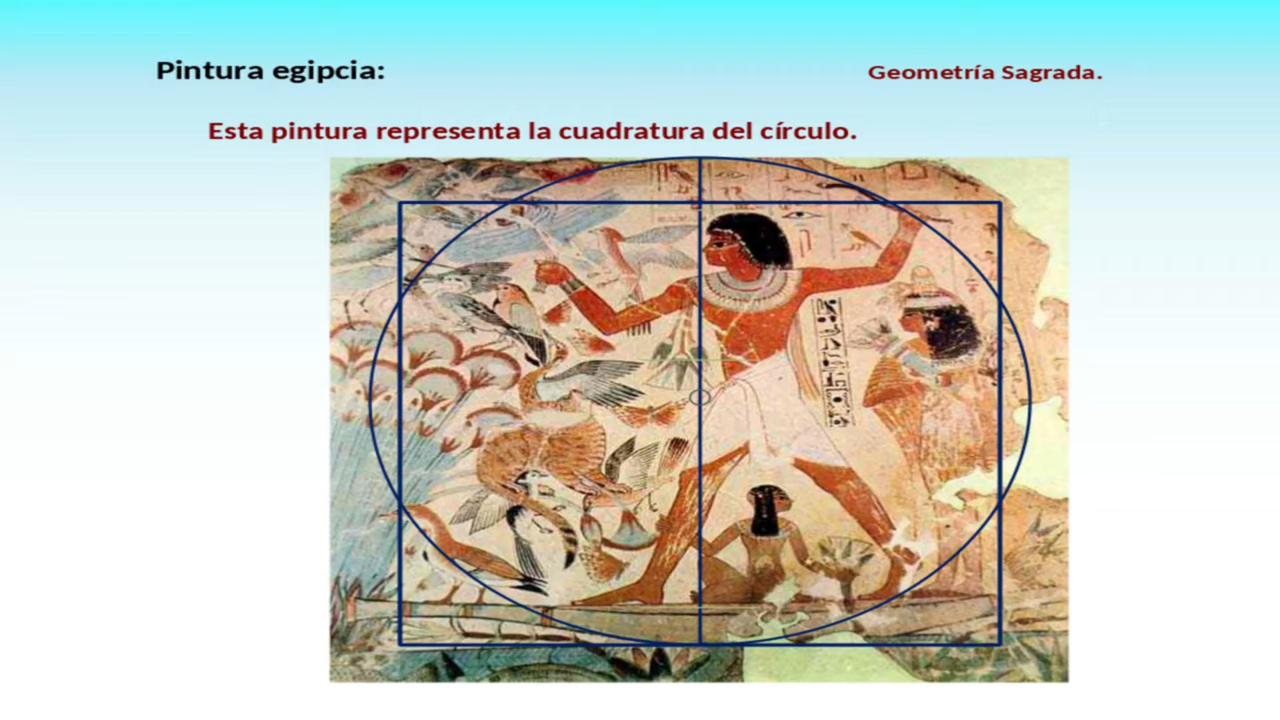 Pintura egipcia:
Geometría Sagrada.
Esta pintura representa la cuadratura del círculo.